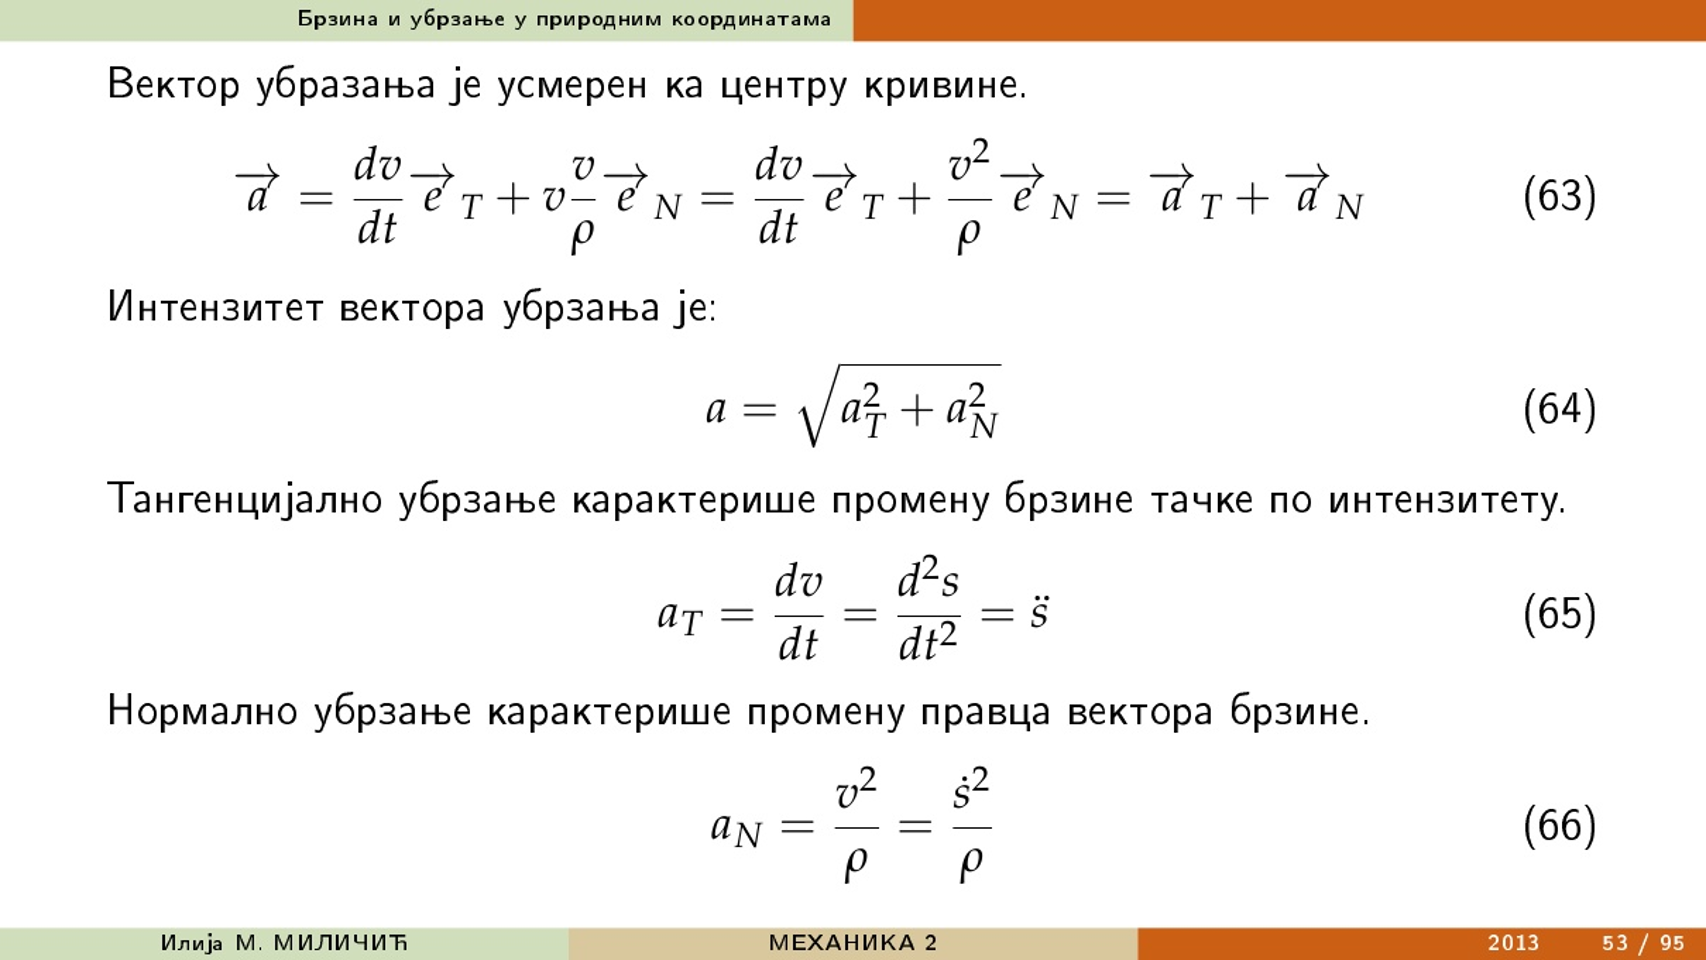 Брзина и убрзање у природним координатама
Вектор убразања је усмерен ка центру кривине.
$\overrightarrow{a} = \frac{dv}{dt}\overrightarrow{e}_T + v\frac{v}{\rho}\overrightarrow{e}_N = \frac{dv}{dt}\overrightarrow{e}_T + \frac{v^2}{\rho}\overrightarrow{e}_N = \overrightarrow{a}_T + \overrightarrow{a}_N$ (63)
Интензитет вектора убрзања је:
$a = \sqrt{a_T^2 + a_N^2}$ (64)
Тангенцијално убрзање карактерише промену брзине тачке по интензитету.
$a_T = \frac{dv}{dt} = \frac{d^2s}{dt^2} = \ddot{s}$ (65)
Нормално убрзање карактерише промену правца вектора брзине.
$a_N = \frac{v^2}{\rho} = \frac{\dot{s}^2}{\rho}$ (66)
Илија М. МИЛИЧИЋ МЕХАНИКА 2 2013 53 / 95